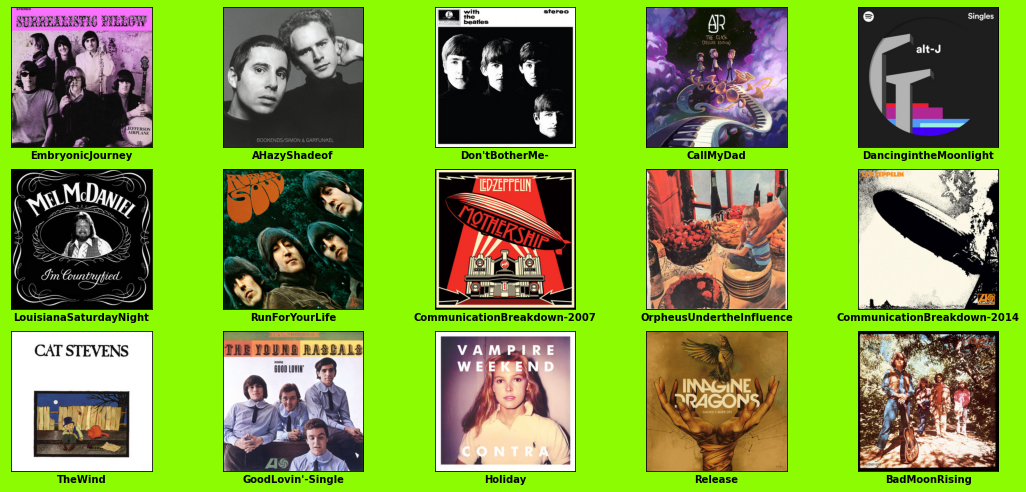 SURREALISTIC PILLOW
JEFFERSON
AIRPLANE
EmbryonicJourney
BOOKENDS/SIMON & GARFUNKEL
AHazyShadeof
with
the
beatles
stereo
Don'tBotherMe-
AJR
THE CLICK
CallMyDad
Singles
alt-J
DancingintheMoonlight
MEL McDANIEL
I'm Countryfied
LouisianaSaturdayNight
RUBBER
SOUL
RunForYourLife
LED ZEPPELIN
MOTHERSHIP
CommunicationBreakdown-2007
OrpheusUndertheInfluence
LED ZEPPELIN
CommunicationBreakdown-2014
CAT STEVENS
TheWind
THE YOUNG RASCALS
GOOD LOVIN'
GoodLovin'-Single
VAMPIRE
WEEKEND
CONTRA
Holiday
IMAGINE
DRAGONS
Release
BadMoonRising